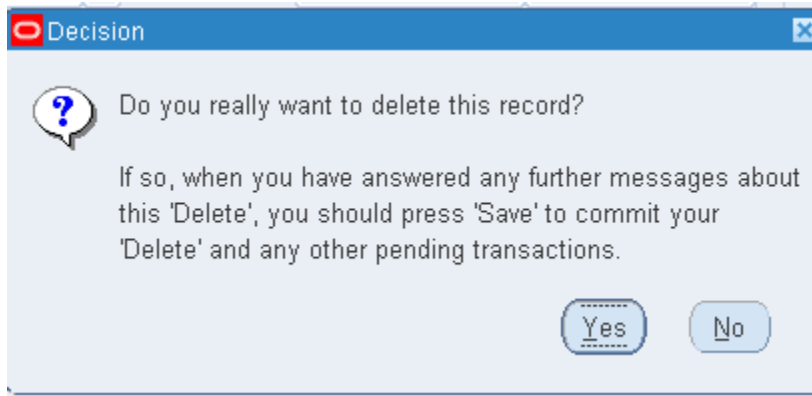 Decision
Do you really want to delete this record?
If so, when you have answered any further messages about
this 'Delete', you should press 'Save' to commit your
'Delete' and any other pending transactions.
Yes No